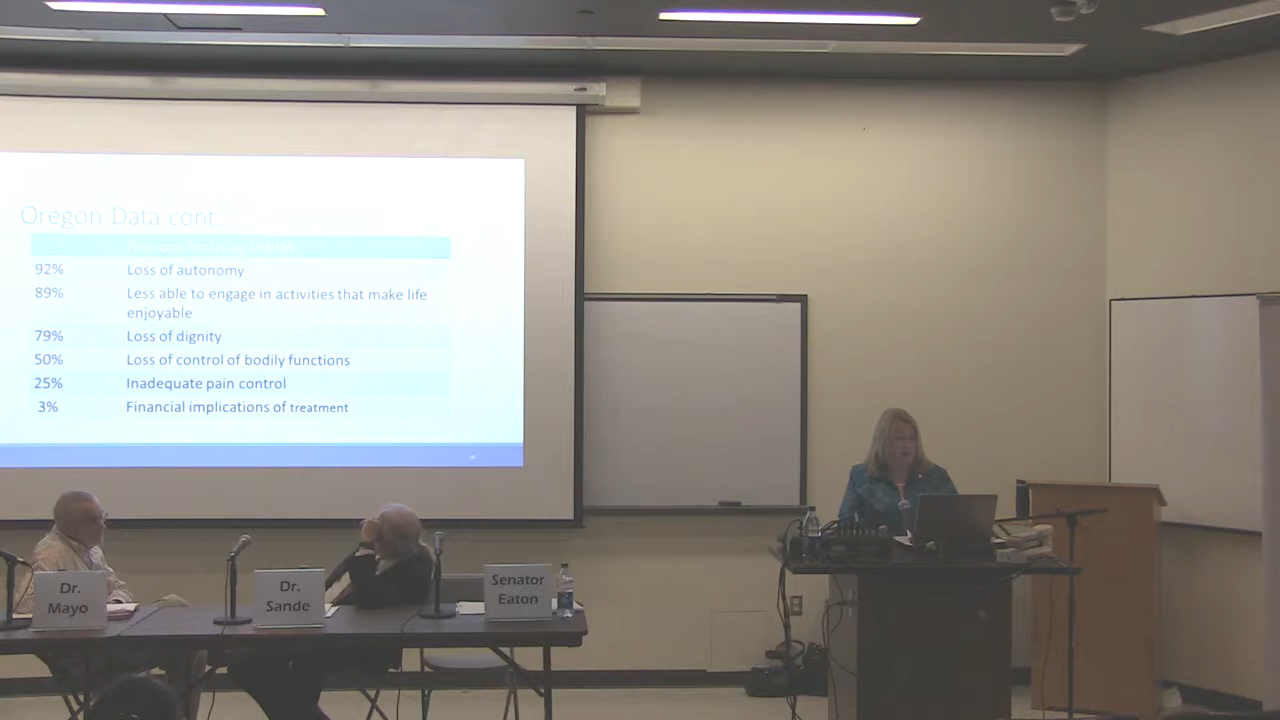 Oregon Data cont.
Reasons for using DWDA
92% Loss of autonomy
89% Less able to engage in activities that make life
enjoyable
79% Loss of dignity
50% Loss of control of bodily functions
25% Inadequate pain control
3% Financial implications of treatment
Dr.
Mayo
Dr.
Sande
Senator
Eaton